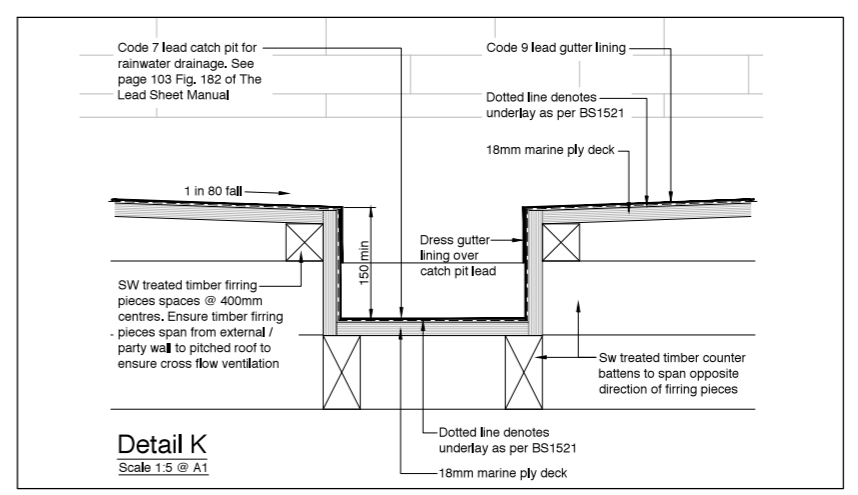 Code 7 lead catch pit for
rainwater drainage. See
page 103 Fig. 182 of The
Lead Sheet Manual
Code 9 lead gutter lining
Dotted line denotes
underlay as per BS1521
18mm marine ply deck
1 in 80 fall
150 min
Dress gutter
lining over
catch pit lead
SW treated timber firring
pieces spaces @ 400mm
centres. Ensure timber firring
pieces span from external /
party wall to pitched roof to
ensure cross flow ventilation
Sw treated timber counter
battens to span opposite
direction of firring pieces
Dotted line denotes
underlay as per BS1521
18mm marine ply deck
Detail K
Scale 1:5 @ A1